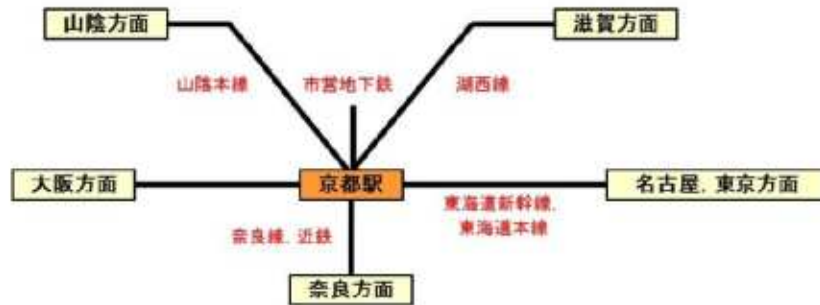 山陰方面
滋賀方面
山陰本線
市営地下鉄
湖西線
大阪方面
京都駅
名古屋，東京方面
東海道新幹線，
東海道本線
奈良線，近鉄
奈良方面